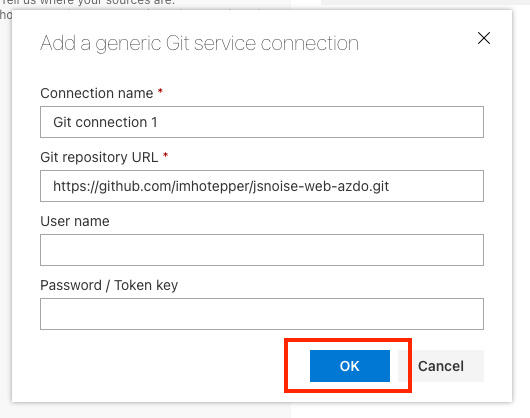 Tell us where your sources are.
Add a generic Git service connection
Connection name *
Git connection 1
Git repository URL *
https://github.com/imhotepper/jsnoise-web-azdo.git
User name
Password / Token key
OK
Cancel